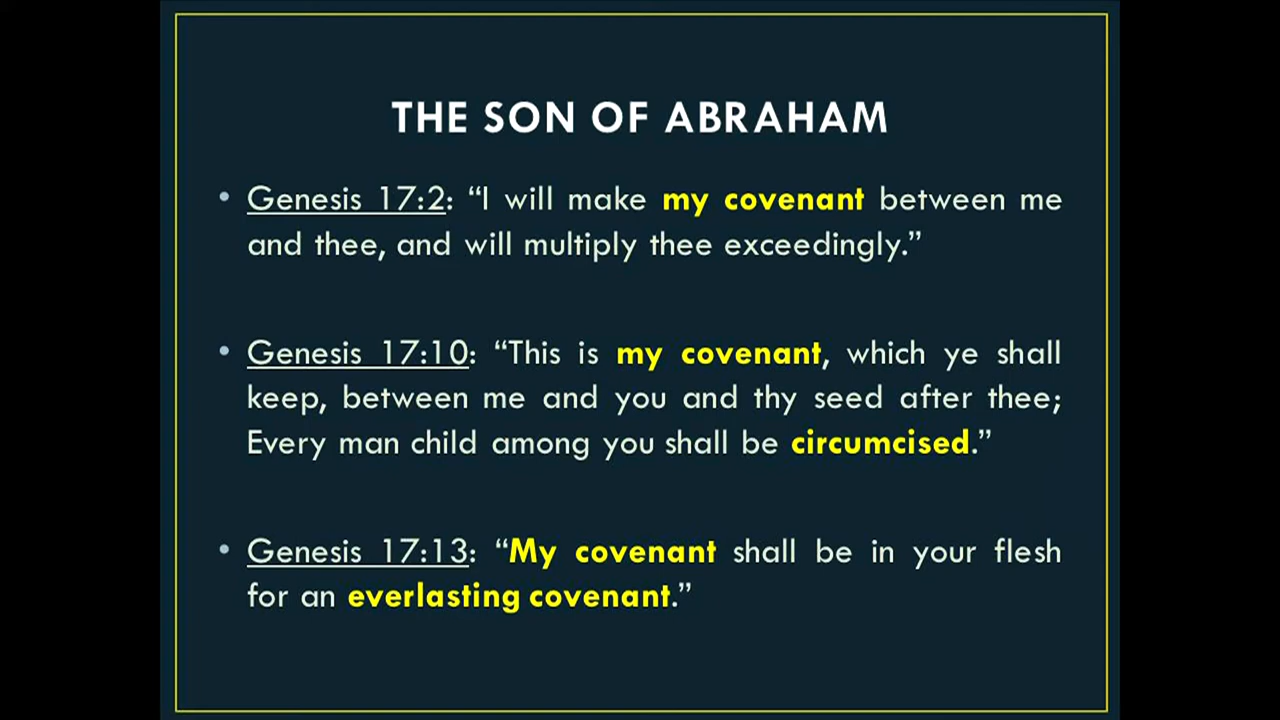 THE SON OF ABRAHAM
• Genesis 17:2: “I will make my covenant between me
and thee, and will multiply thee exceedingly.”
• Genesis 17:10: “This is my covenant, which ye shall
keep, between me and you and thy seed after thee;
Every man child among you shall be circumcised.”
• Genesis 17:13: “My covenant shall be in your flesh
for an everlasting covenant.”